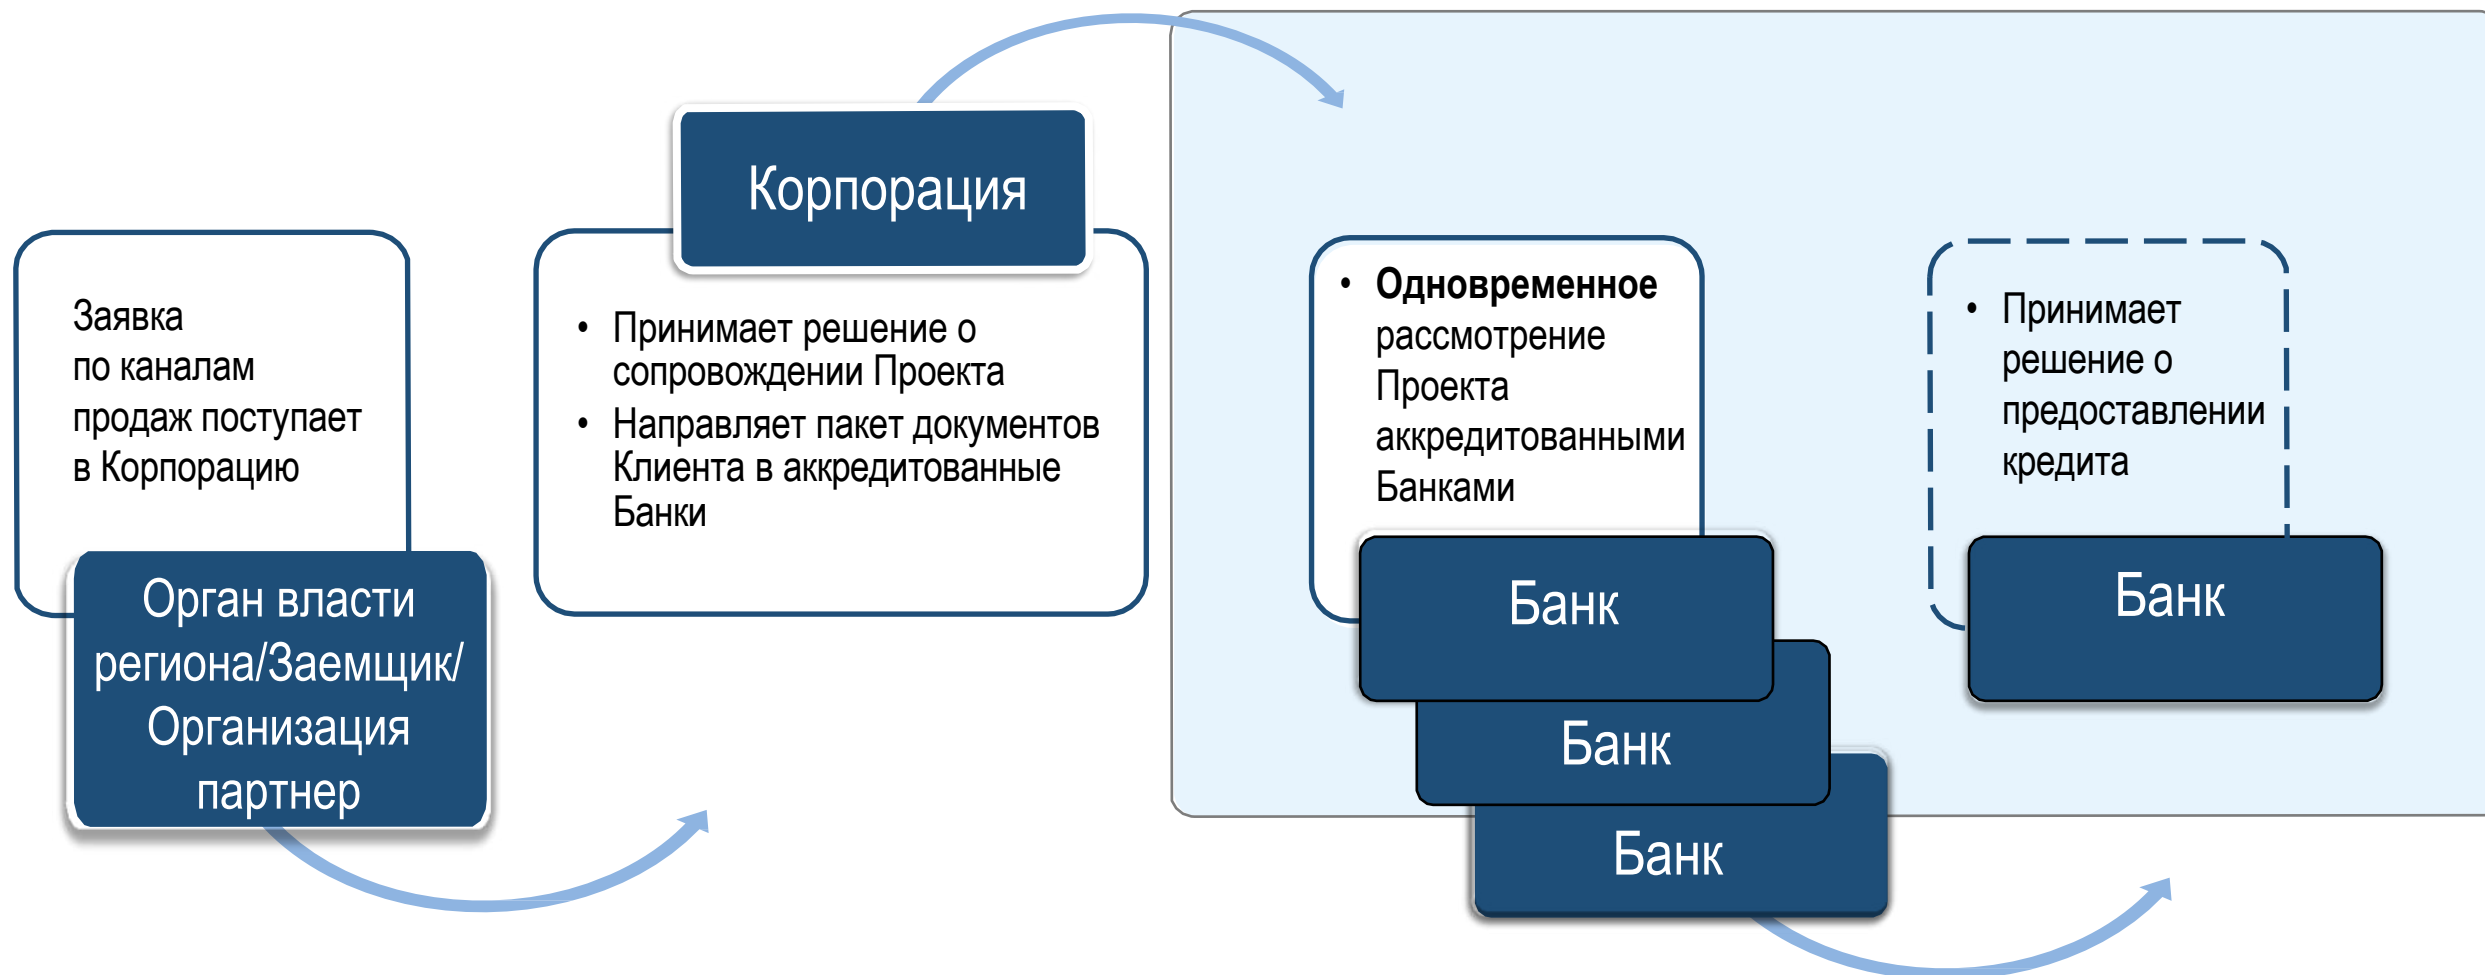 Заявка
по каналам
продаж поступает
в Корпорацию
Орган власти
региона/Заемщик/
Организация
партнер
Корпорация
• Принимает решение о
сопровождении Проекта
• Направляет пакет документов
Клиента в аккредитованные
Банки
• Одновременное
рассмотрение
Проекта
аккредитованными
Банками
Банк
Банк
Банк
• Принимает
решение о
предоставлении
кредита
Банк